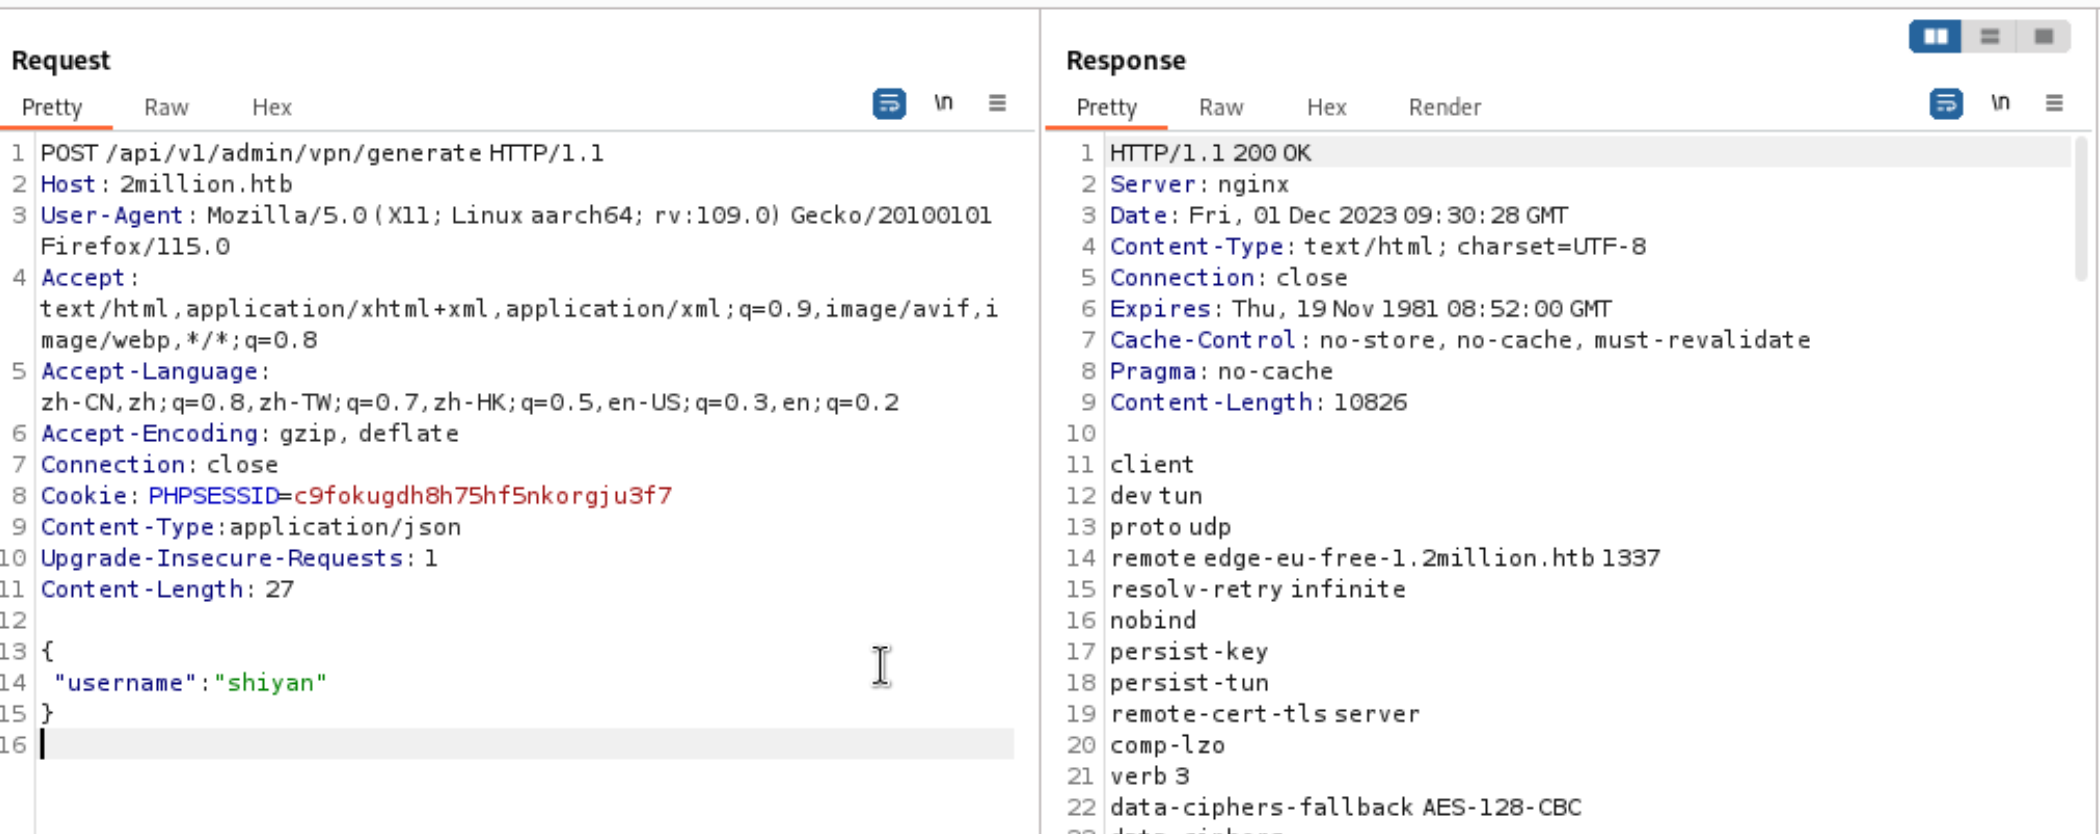 Request
Pretty Raw Hex
\n
1 POST /api/v1/admin/vpn/generate HTTP/1.1
2 Host: 2million.htb
3 User-Agent: Mozilla/5.0 (X11; Linux aarch64; rv:109.0) Gecko/20100101
Firefox/115.0
4 Accept:
text/html,application/xhtml+xml,application/xml;q=0.9,image/avif,i
mage/webp,*/*;q=0.8
5 Accept-Language:
zh-CN,zh;q=0.8,zh-TW;q=0.7,zh-HK;q=0.5,en-US;q=0.3,en;q=0.2
6 Accept-Encoding: gzip, deflate
7 Connection: close
8 Cookie: PHPSESSID=c9fokugdh8h75hf5nkorgju3f7
9 Content-Type:application/json
10 Upgrade-Insecure-Requests: 1
11 Content-Length: 27
12
13 {
14 "username":"shiyan"
15 }
16
Response
Pretty Raw Hex Render
\n
1 HTTP/1.1 200 OK
2 Server: nginx
3 Date: Fri, 01 Dec 2023 09:30:28 GMT
4 Content-Type: text/html; charset=UTF-8
5 Connection: close
6 Expires: Thu, 19 Nov 1981 08:52:00 GMT
7 Cache-Control: no-store, no-cache, must-revalidate
8 Pragma: no-cache
9 Content-Length: 10826
10
11 client
12 dev tun
13 proto udp
14 remote edge-eu-free-1.2million.htb 1337
15 resolv-retry infinite
16 nobind
17 persist-key
18 persist-tun
19 remote-cert-tls server
20 comp-lzo
21 verb 3
22 data-ciphers-fallback AES-128-CBC